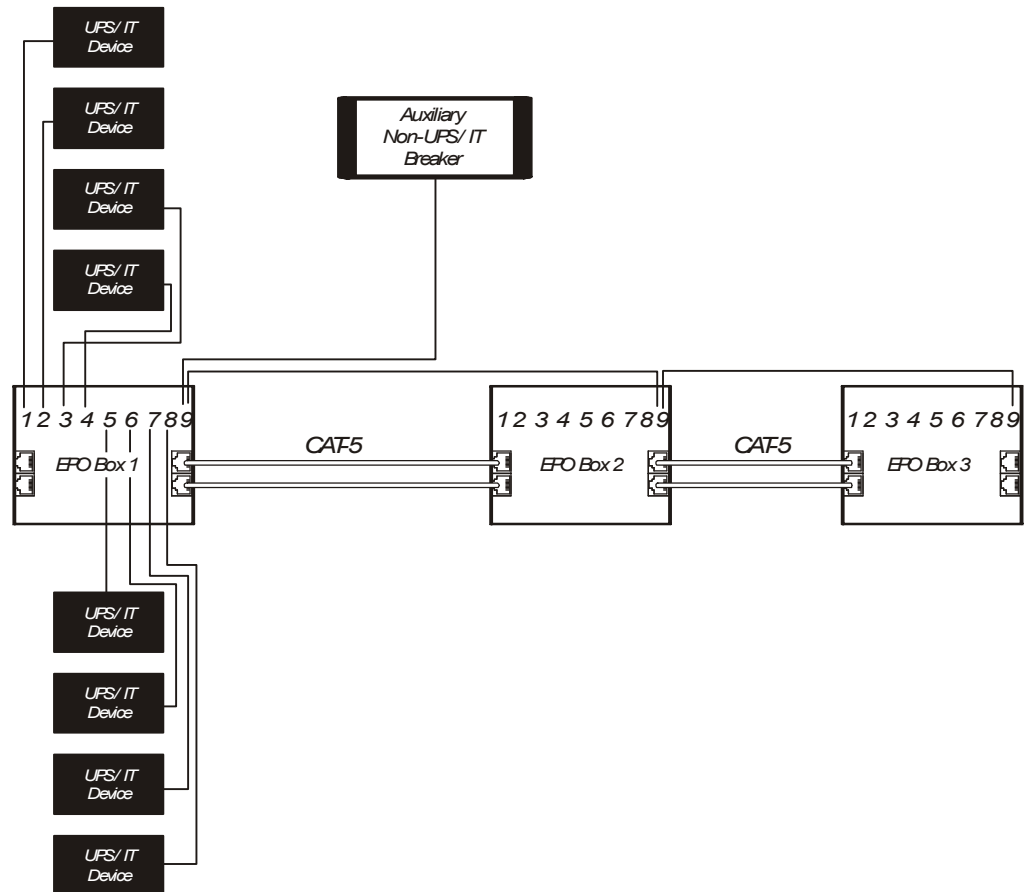 UPS/ IT
Device
UPS/ IT
Device
UPS/ IT
Device
UPS/ IT
Device
Auxiliary
Non-UPS/ IT
Breaker
1 2 3 4 5 6 7 8 9
EPO Box 1
CAT-5
1 2 3 4 5 6 7 8 9
EPO Box 2
CAT-5
1 2 3 4 5 6 7 8 9
EPO Box 3
UPS/ IT
Device
UPS/ IT
Device
UPS/ IT
Device
UPS/ IT
Device